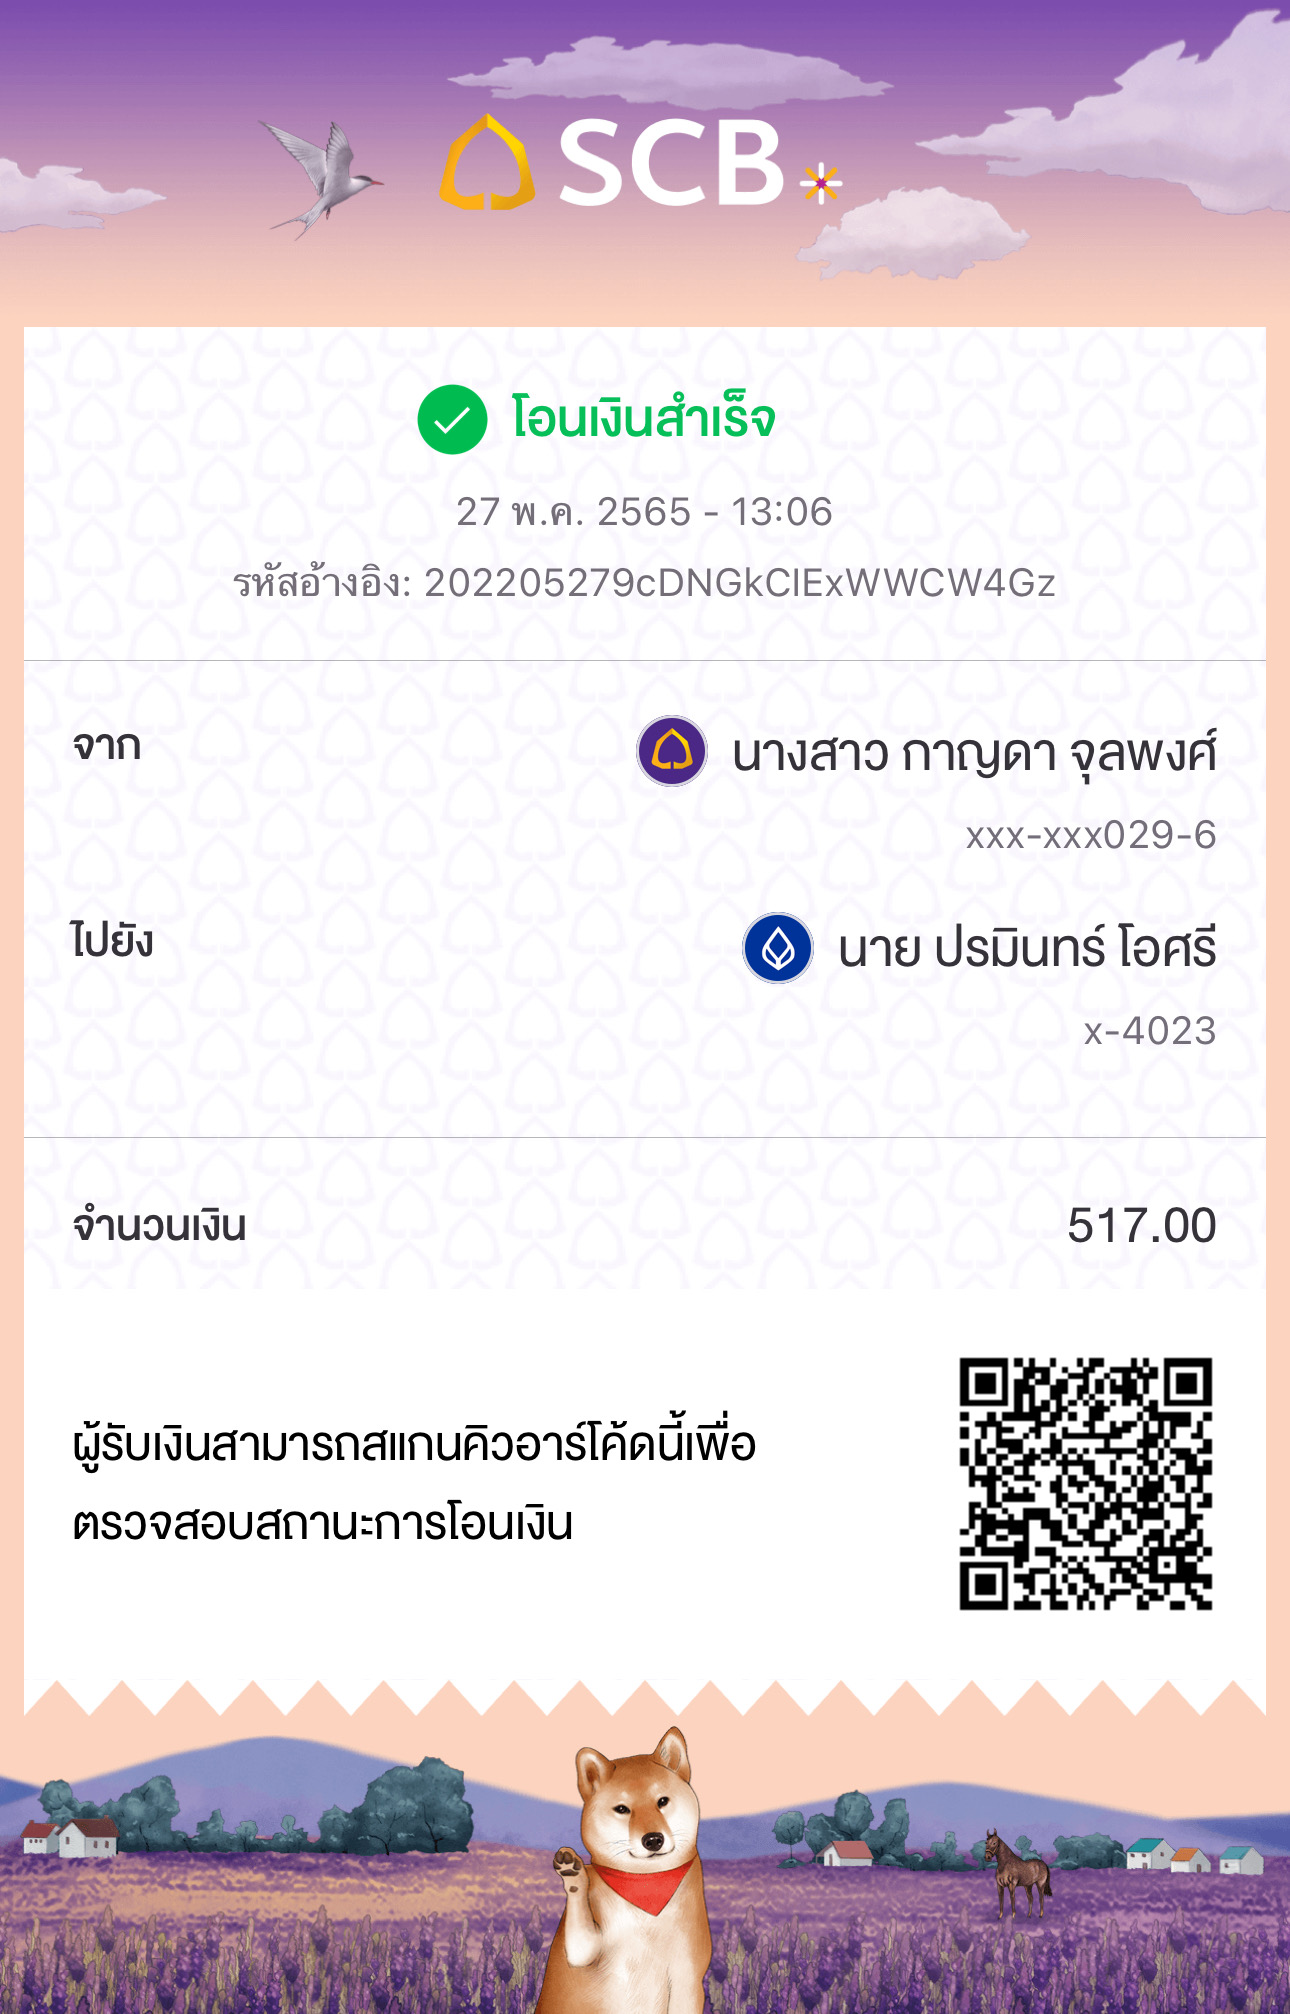 SCB
โอนเงินสำเร็จ
27 พ.ค. 2565 - 13:06
รหัสอ้างอิง: 202205279cDNGkCIExWWCW4Gz
จาก
นางสาว กาญดา จุลพงศ์
xxx-xxx029-6
ไปยัง
นาย ปรมินทร์ โอศรี
x-4023
จำนวนเงิน
517.00
ผู้รับเงินสามารถสแกนคิวอาร์โค้ดนี้เพื่อ
ตรวจสอบสถานะการโอนเงิน